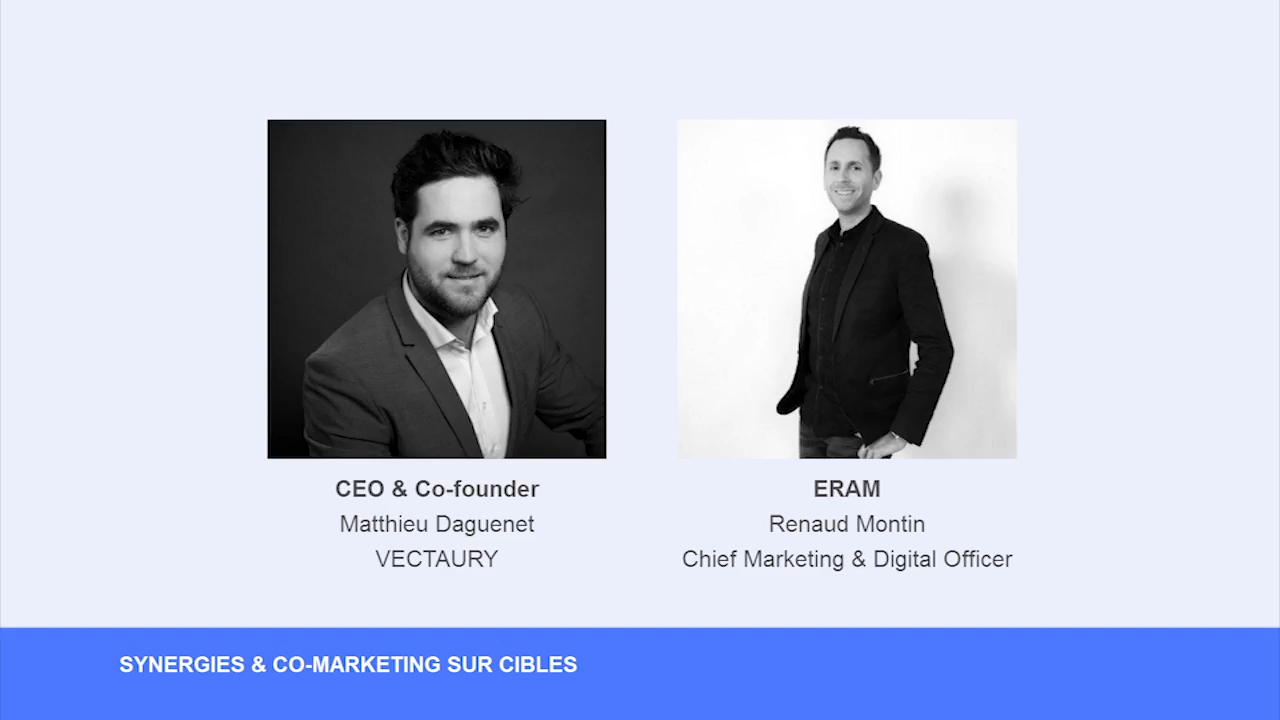 CEO & Co-founder
Matthieu Daguenet
VECTAURY
ERAM
Renaud Montin
Chief Marketing & Digital Officer
SYNERGIES & CO-MARKETING SUR CIBLES